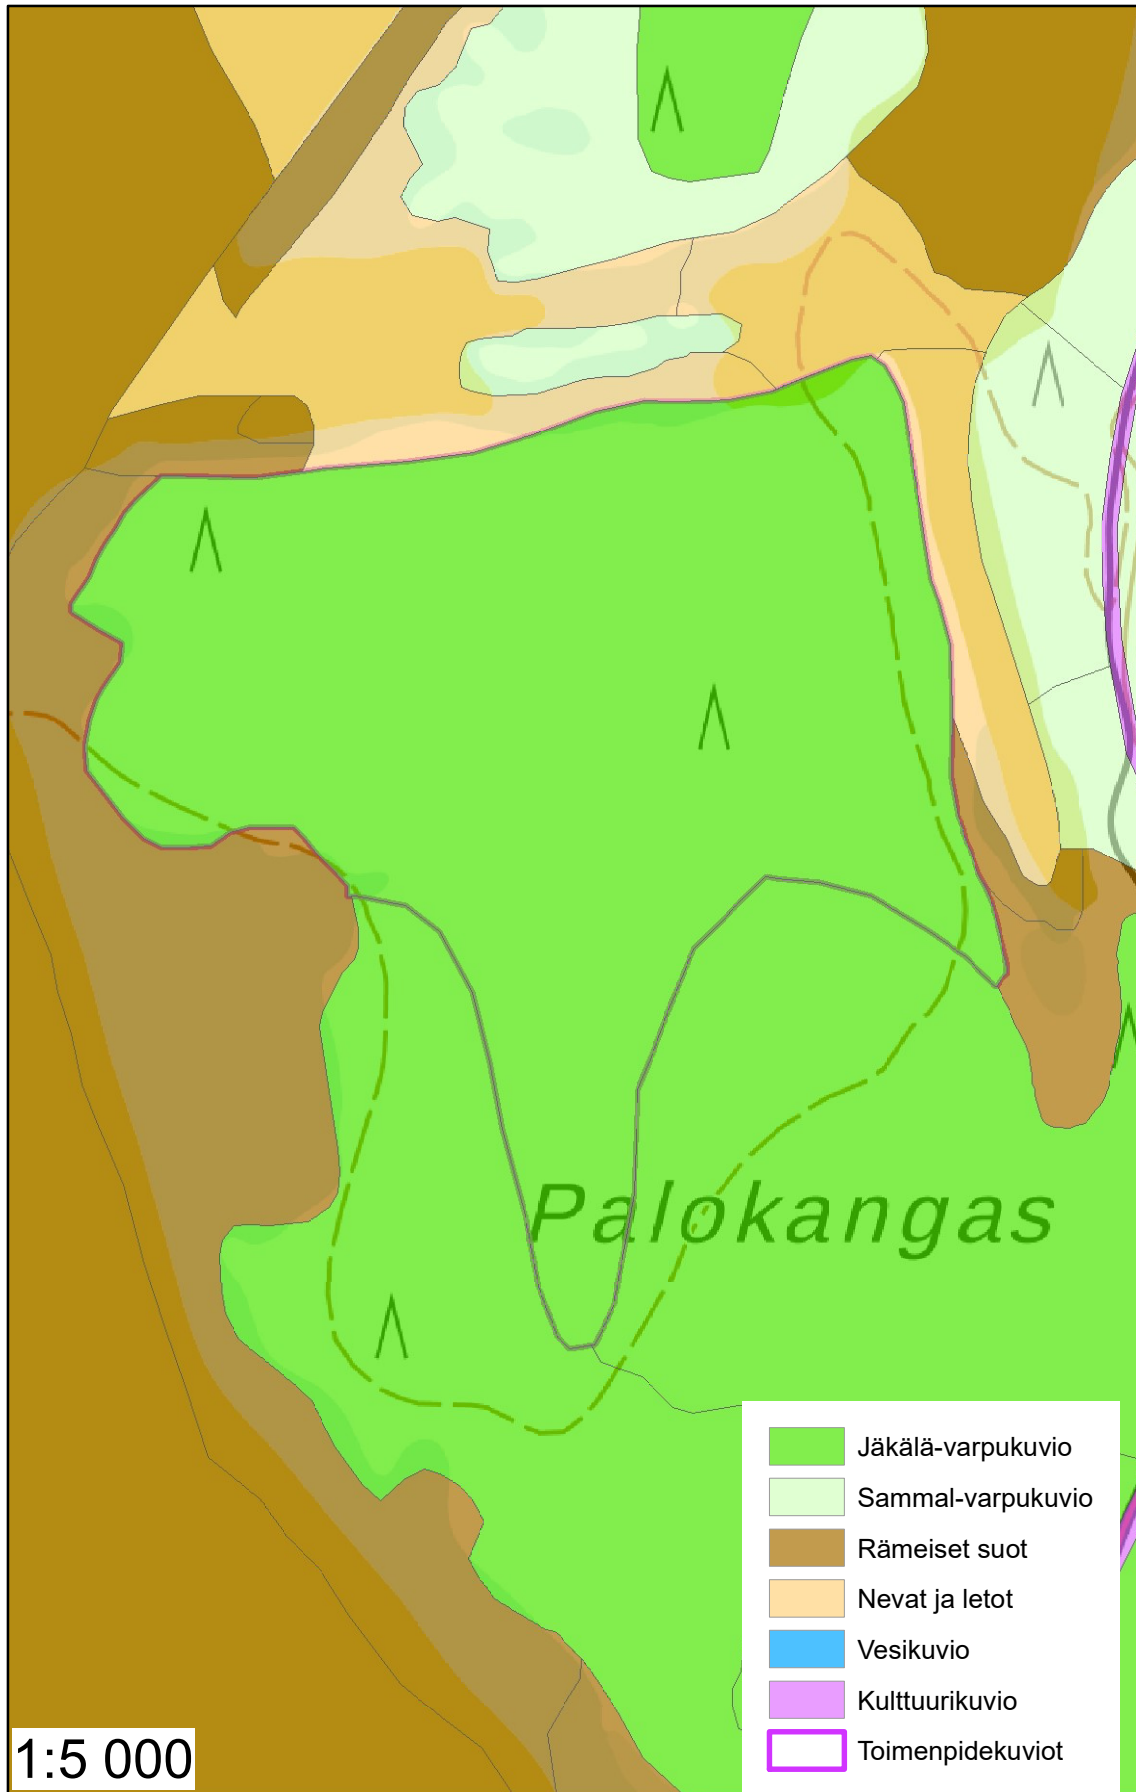 Palokangas
Jäkälä-varpukuvio
Sammal-varpukuvio
Rämeiset suot
Nevat ja letot
Vesikuvio
Kulttuurikuvio
Toimenpidekuviot
1:5 000